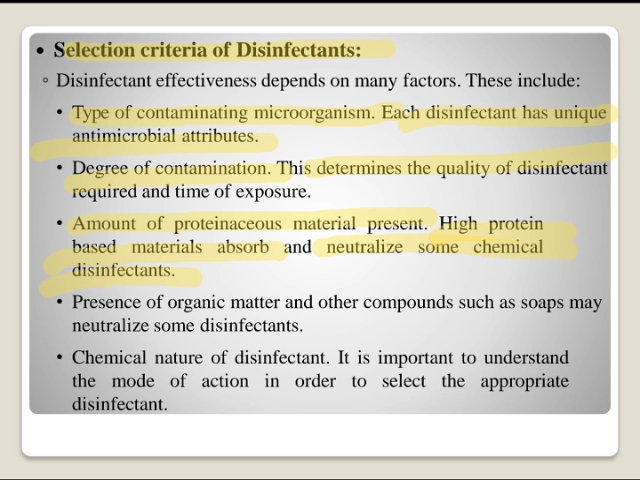 • Selection criteria of Disinfectants:
◦ Disinfectant effectiveness depends on many factors. These include:
• Type of contaminating microorganism. Each disinfectant has unique
antimicrobial attributes.
• Degree of contamination. This determines the quality of disinfectant
required and time of exposure.
• Amount of proteinaceous material present. High protein
based materials absorb and neutralize some chemical
disinfectants.
• Presence of organic matter and other compounds such as soaps may
neutralize some disinfectants.
• Chemical nature of disinfectant. It is important to understand
the mode of action in order to select the appropriate
disinfectant.